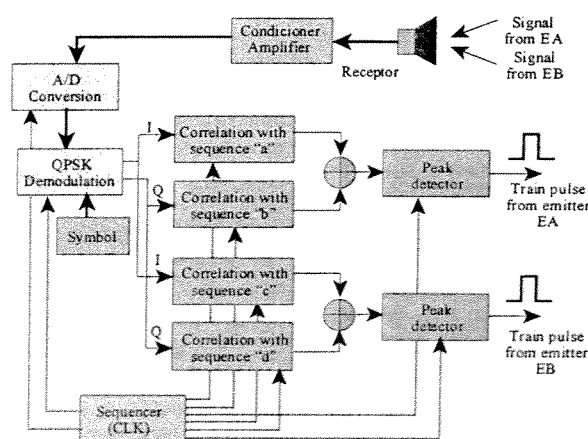 Conditioner
Amplifier
Signal
from EA
Signal
from EB
Receptor
A/D
Conversion
I
Correlation with
sequence "a"
QPSK
Demodulation
Peak
detector
Train pulse
from emitter
EA
Q
Correlation with
sequence "b"
Symbol
I
Correlation with
sequence "c"
Q
Correlation with
sequence "d"
Peak
detector
Train pulse
from emitter
EB
Sequencer
(CLK)